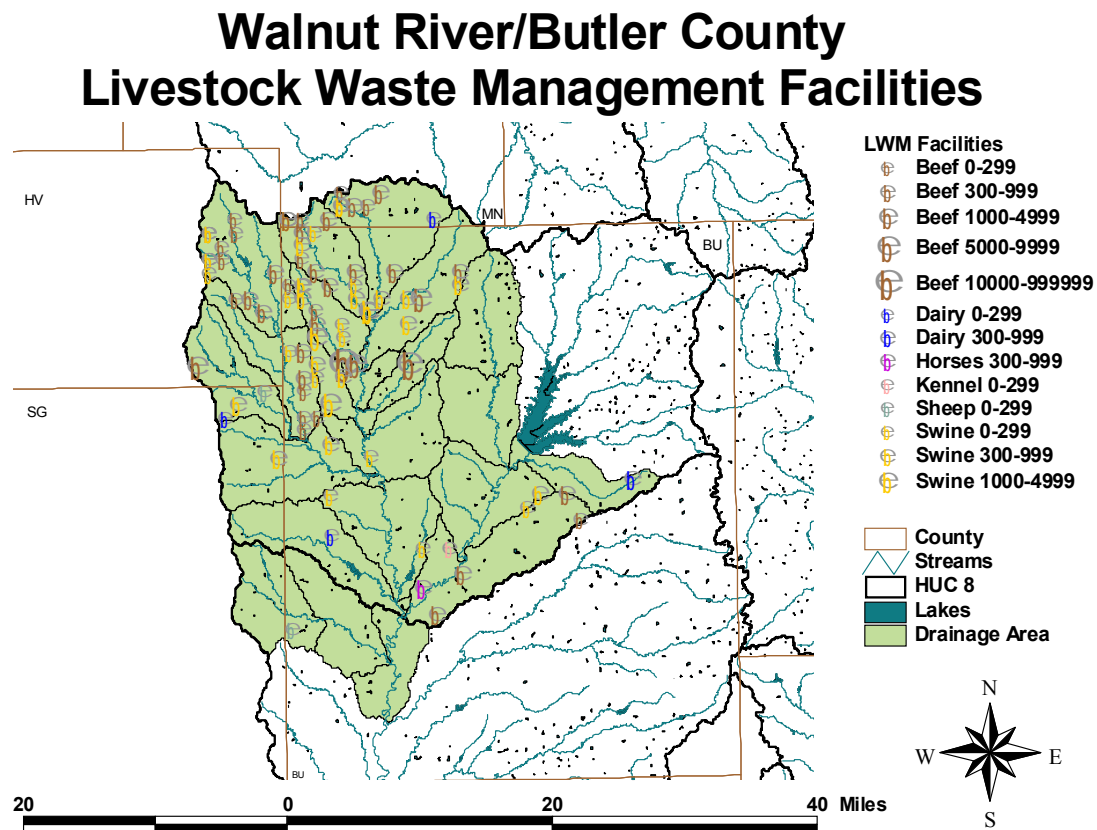 Walnut River/Butler County
Livestock Waste Management Facilities
HV
MN
BU
SG
BU
LWM Facilities
Beef 0-299
Beef 300-999
Beef 1000-4999
Beef 5000-9999
Beef 10000-999999
Dairy 0-299
Dairy 300-999
Horses 300-999
Kennel 0-299
Sheep 0-299
Swine 0-299
Swine 300-999
Swine 1000-4999
County
Streams
HUC 8
Lakes
Drainage Area
N
W E
S
20 0 20 40 Miles